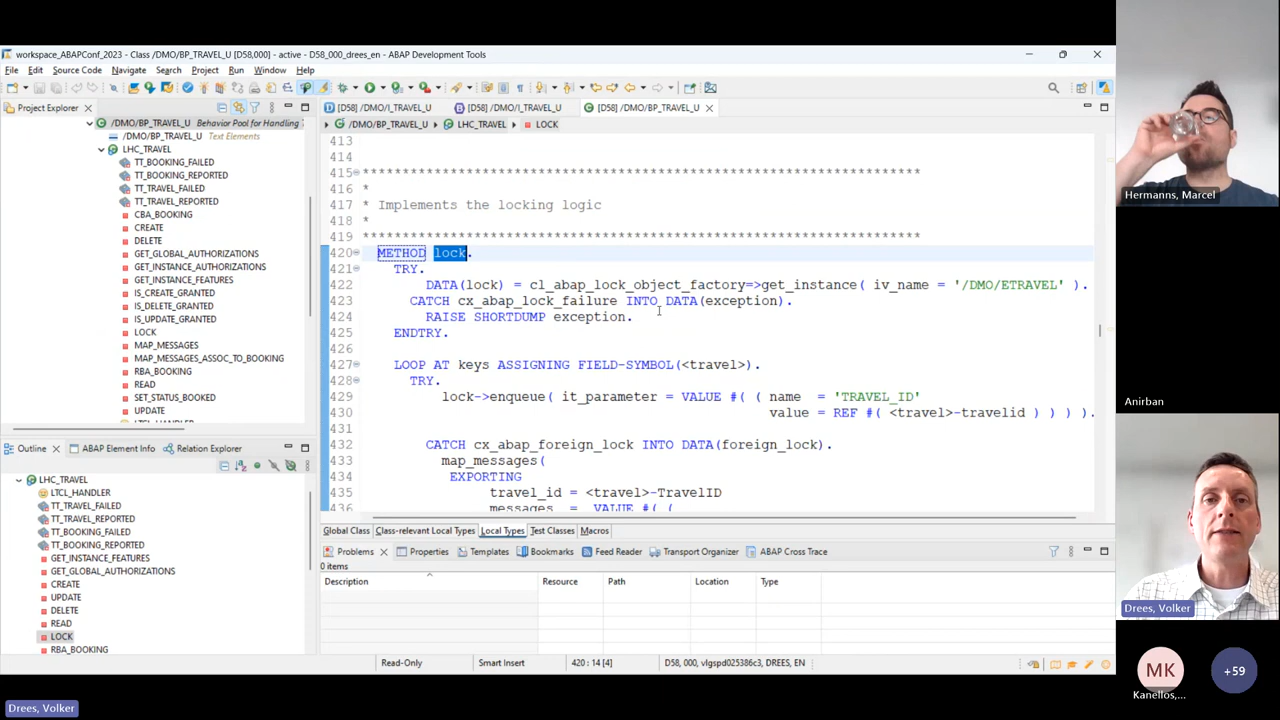 workspace_ABAPConf_2023 - Class /DMO/BP_TRAVEL_U [D58,000] - active - D58_000_drees_en - ABAP Development Tools
File Edit Source Code Navigate Search Project Run Window Help
Project Explorer
[D58] /DMO/I_TRAVEL_U
[D58] /DMO/I_TRAVEL_U
[D58] /DMO/BP_TRAVEL_U
/DMO/BP_TRAVEL_U LHC_TRAVEL LOCK
/DMO/BP_TRAVEL_U Behavior Pool for Handling
/DMO/BP_TRAVEL_U Text Elements
LHC_TRAVEL
TT_BOOKING_FAILED
TT_BOOKING_REPORTED
TT_TRAVEL_FAILED
TT_TRAVEL_REPORTED
CBA_BOOKING
CREATE
DELETE
GET_GLOBAL_AUTHORIZATIONS
GET_INSTANCE_AUTHORIZATIONS
GET_INSTANCE_FEATURES
IS_CREATE_GRANTED
IS_DELETE_GRANTED
IS_UPDATE_GRANTED
LOCK
MAP_MESSAGES
MAP_MESSAGES_ASSOC_TO_BOOKING
RBA_BOOKING
READ
SET_STATUS_BOOKED
UPDATE
LTCL_HANDLER
413
414
415 **********************************************************************
416 *
417 * Implements the locking logic
418 *
419 **********************************************************************
420 METHOD lock.
421 TRY.
422 DATA(lock) = cl_abap_lock_object_factory=>get_instance( iv_name = '/DMO/ETRAVEL' ).
423 CATCH cx_abap_lock_failure INTO DATA(exception).
424 RAISE SHORTDUMP exception.
425 ENDTRY.
426
427 LOOP AT keys ASSIGNING FIELD-SYMBOL(<travel>).
428 TRY.
429 lock->enqueue( it_parameter = VALUE #( ( name = 'TRAVEL_ID'
430 value = REF #( <travel>-travelid ) ) ) ).
431
432 CATCH cx_abap_foreign_lock INTO DATA(foreign_lock).
433 map_messages(
434 EXPORTING
435 travel_id = <travel>-TravelID
436 messages = VALUE #( (
Global Class Class-relevant Local Types Local Types Test Classes Macros
Outline ABAP Element Info Relation Explorer
LHC_TRAVEL
LTCL_HANDLER
TT_TRAVEL_FAILED
TT_TRAVEL_REPORTED
TT_BOOKING_FAILED
TT_BOOKING_REPORTED
GET_INSTANCE_FEATURES
GET_GLOBAL_AUTHORIZATIONS
CREATE
UPDATE
DELETE
READ
LOCK
RBA_BOOKING
Problems Properties Templates Bookmarks Feed Reader Transport Organizer ABAP Cross Trace
0 items
Description Resource Path Location Type
Read-Only Smart Insert 420 : 14 [4] D58, 000, vlgspd025386c3, DREES, EN
Hermanns, Marcel
Anirban
Drees, Volker
MK
Kanellos,...
+59
Drees, Volker